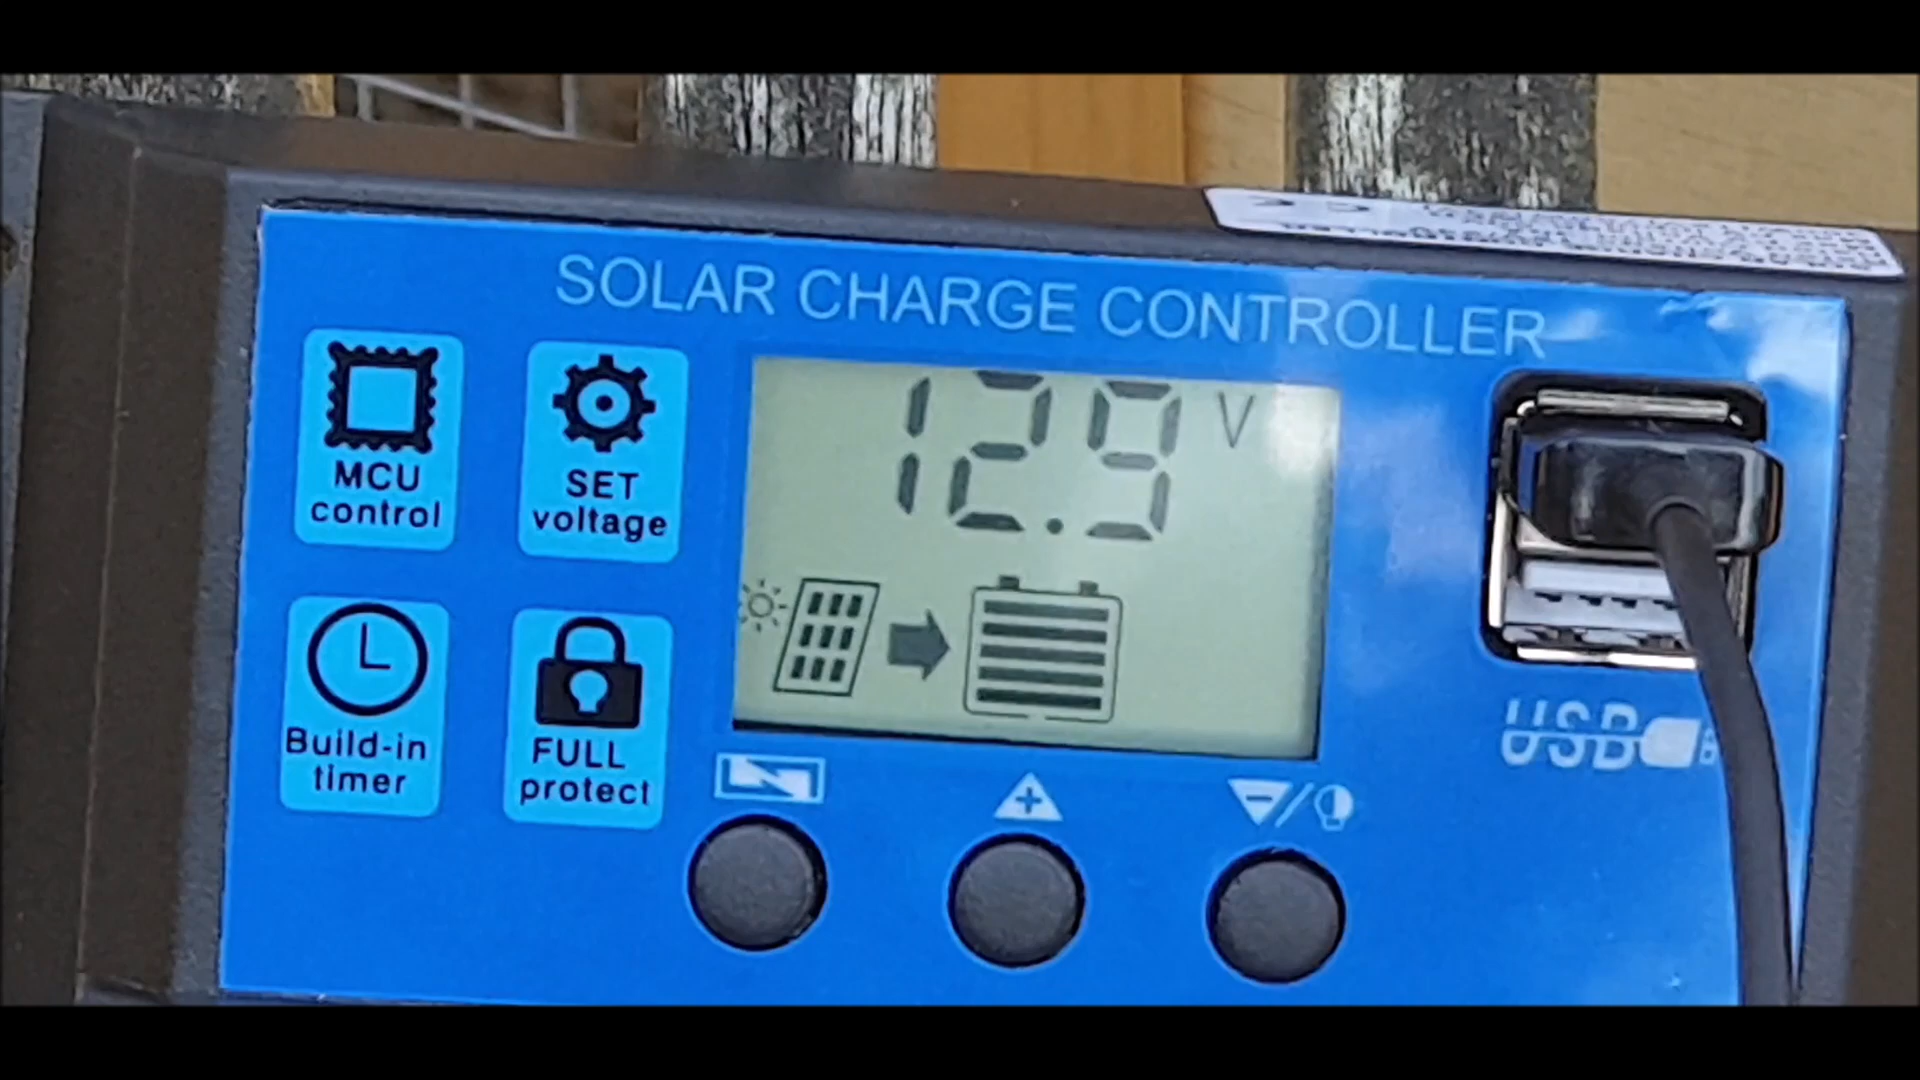 SOLAR CHARGE CONTROLLER
MCU
control
SET
voltage
12.9 V
Build-in
timer
FULL
protect
USB